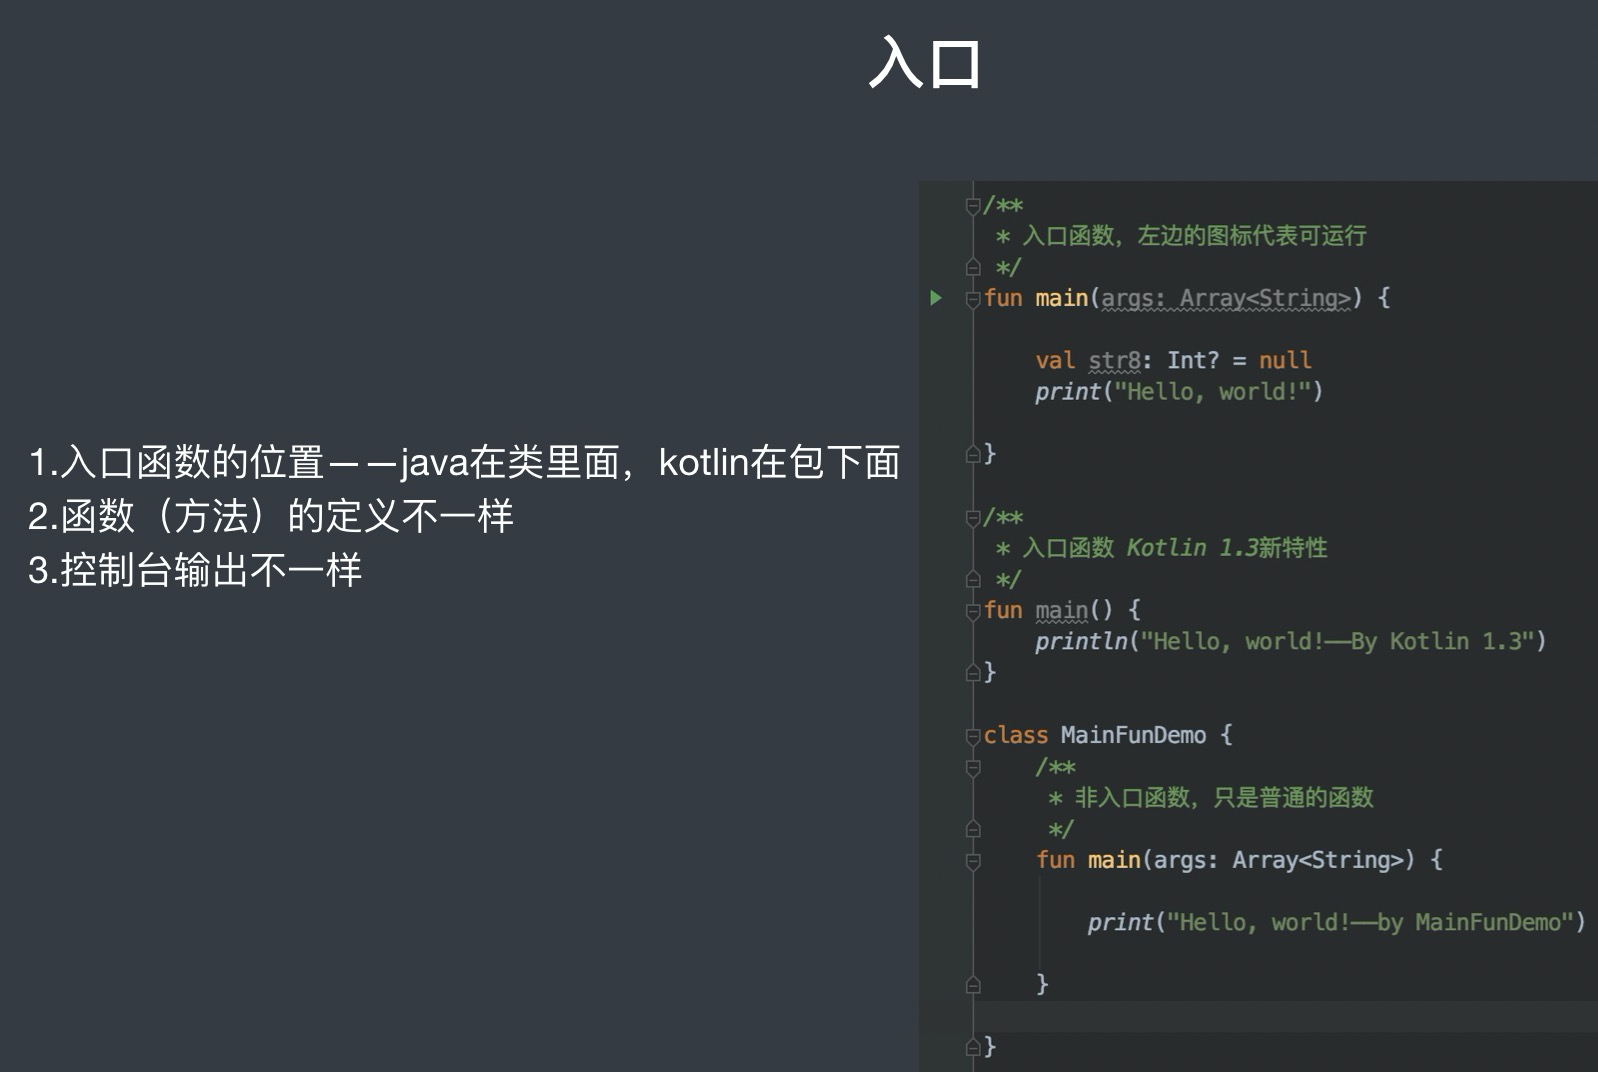 入口
1.入口函数的位置——java在类里面，kotlin在包下面
2.函数（方法）的定义不一样
3.控制台输出不一样
/**
 * 入口函数，左边的图标代表可运行
 */
fun main(args: Array<String>) {
    val str8: Int? = null
    print("Hello, world!")
}
/**
 * 入口函数 Kotlin 1.3新特性
 */
fun main() {
    println("Hello, world!——By Kotlin 1.3")
}
class MainFunDemo {
    /**
     * 非入口函数，只是普通的函数
     */
    fun main(args: Array<String>) {
        print("Hello, world!——by MainFunDemo")
    }
}